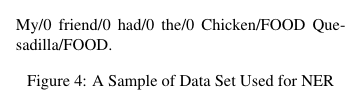 My/0 friend/0 had/0 the/0 Chicken/FOOD Que-
sadilla/FOOD.
Figure 4: A Sample of Data Set Used for NER